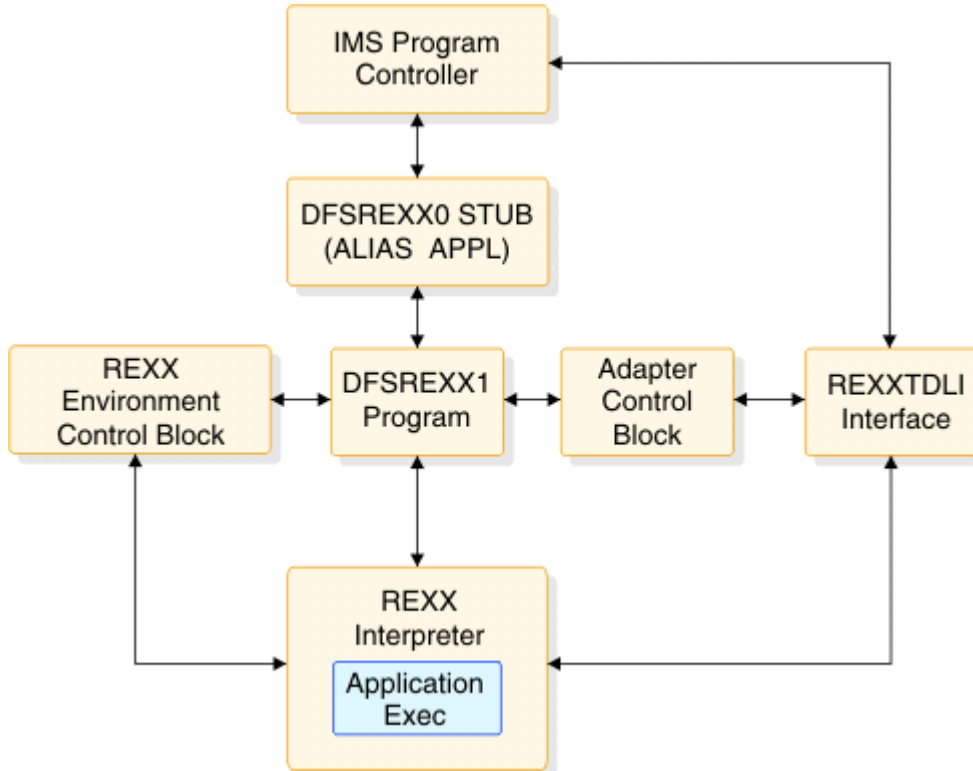 IMS Program
Controller
DFSREXX0 STUB
(ALIAS APPL)
REXX
Environment
Control Block
DFSREXX1
Program
Adapter
Control
Block
REXXTDLI
Interface
REXX
Interpreter
Application
Exec